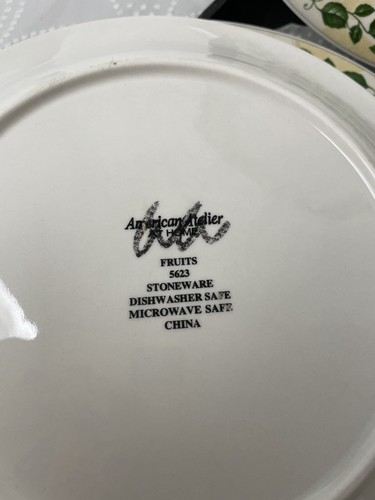 American Atelier
AT HOME
FRUITS
5623
STONEWARE
DISHWASHER SAFE
MICROWAVE SAFE
CHINA